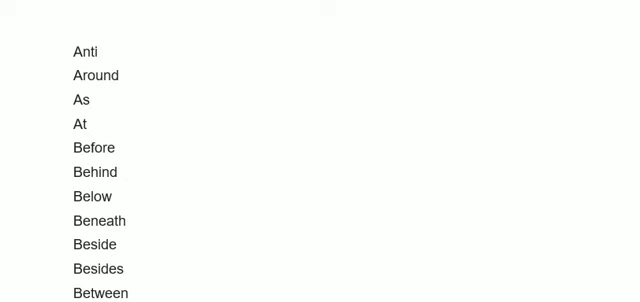 Anti
Around
As
At
Before
Behind
Below
Beneath
Beside
Besides
Between